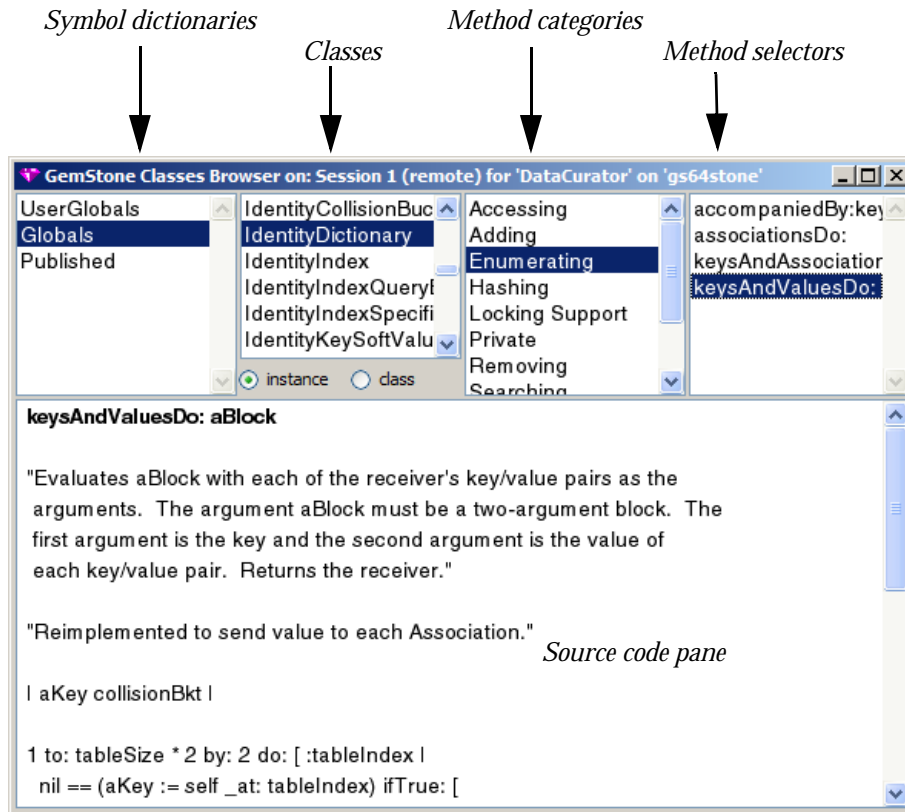 Symbol dictionaries
Classes
Method categories
Method selectors
GemStone Classes Browser on: Session 1 (remote) for 'DataCurator' on 'gs64stone'
UserGlobals
Globals
Published
IdentityCollisionBuc
IdentityDictionary
IdentityIndex
IdentityIndexQuery
IdentityIndexSpecifi
IdentityKeySoftValu
instance class
Accessing
Adding
Enumerating
Hashing
Locking Support
Private
Removing
Searching
accompaniedBy:key
associationsDo:
keysAndAssociation
keysAndValuesDo:
keysAndValuesDo: aBlock
"Evaluates aBlock with each of the receiver's key/value pairs as the
arguments. The argument aBlock must be a two-argument block. The
first argument is the key and the second argument is the value of
each key/value pair. Returns the receiver."
"Reimplemented to send value to each Association."
Source code pane
| aKey collisionBkt |
1 to: tableSize * 2 by: 2 do: [ :tableIndex |
nil == (aKey := self _at: tableIndex) ifTrue: [